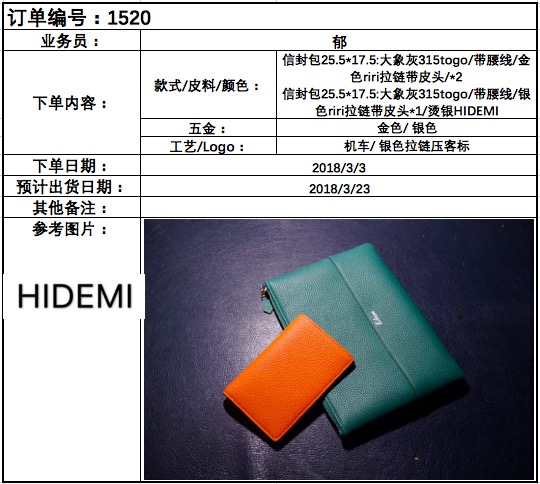 订单编号：1520
业务员：
郁
下单内容：
款式/皮料/颜色：
信封包25.5*17.5:大象灰315togo/带腰线/金
色riri拉链带皮头/*2
信封包25.5*17.5:大象灰315togo/带腰线/银
色riri拉链带皮头*1/烫银HIDEMI
五金：
金色/ 银色
工艺/Logo：
机车/ 银色拉链压客标
下单日期：
2018/3/3
预计出货日期：
2018/3/23
其他备注：
参考图片：
HIDEMI